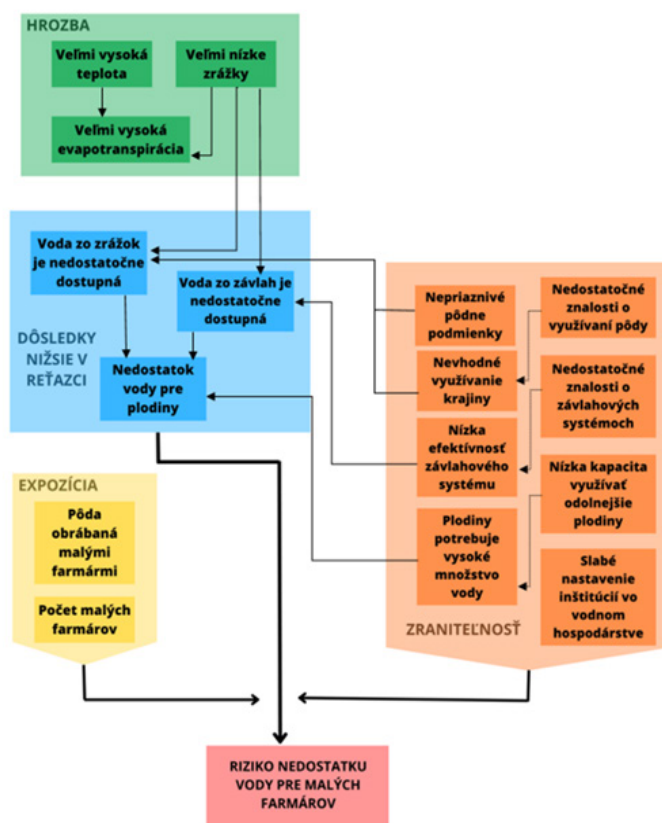 HROZBA
Veľmi vysoká
teplota
Veľmi nízke
zrážky
Veľmi vysoká
evapotranspirácia
Voda zo zrážok
je nedostatočne
dostupná
Voda zo závlah je
nedostatočne
dostupná
DÔSLEDKY
NIŽSIE V
REŤAZCI
Nedostatok
vody pre
plodiny
Nepriaznivé
pôdne
podmienky
Nevhodné
využívanie
krajiny
Nízka
efektívnosť
závlahového
systému
Plodiny
potrebuje
vysoké
množstvo
vody
Nedostatočné
znalosti o
využívaní pôdy
Nedostatočné
znalosti o
závlahových
systémoch
Nízka kapacita
využívať
odolnejšie
plodiny
Slabé
nastavenie
inštitúcií vo
vodnom
hospodárstve
ZRANITEĽNOSŤ
EXPOZÍCIA
Pôda
obrábaná
malými
farmármi
Počet malých
farmárov
RIZIKO NEDOSTATKU
VODY PRE MALÝCH
FARMÁROV